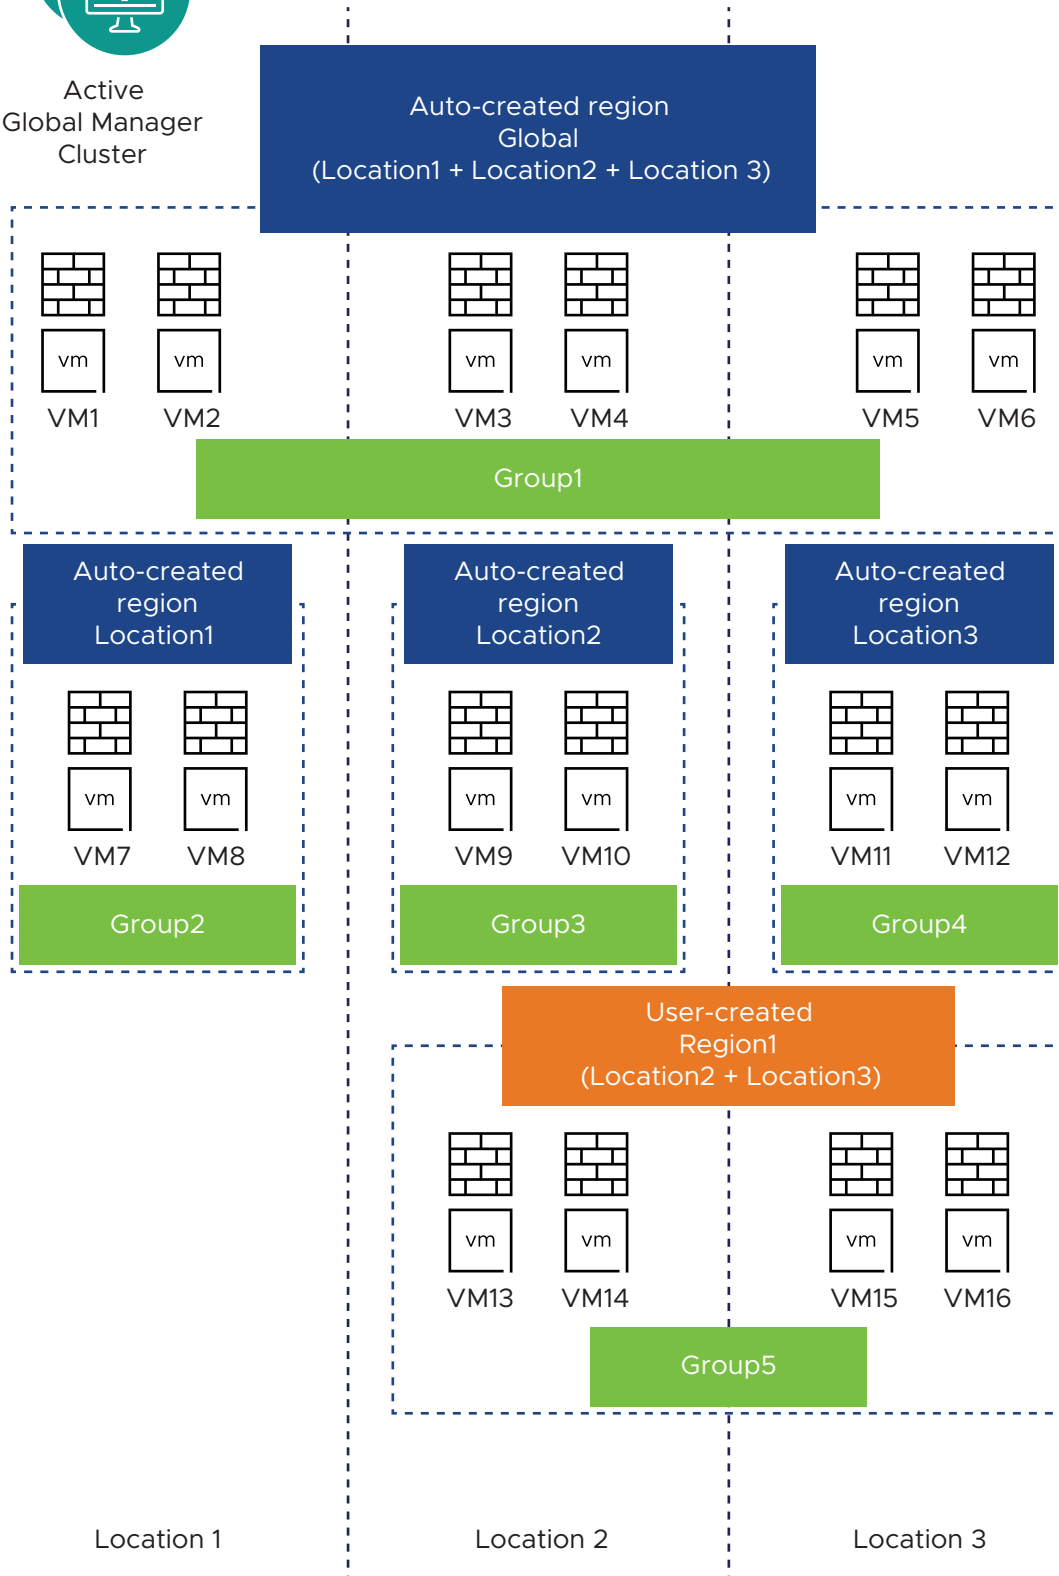 Active
Global Manager
Cluster
Auto-created region
Global
(Location1 + Location2 + Location 3)
vm vm vm vm vm vm
VM1 VM2 VM3 VM4 VM5 VM6
Group1
Auto-created
region
Location1
Auto-created
region
Location2
Auto-created
region
Location3
vm vm vm vm vm vm
VM7 VM8 VM9 VM10 VM11 VM12
Group2 Group3 Group4
User-created
Region1
(Location2 + Location3)
vm vm vm vm
VM13 VM14 VM15 VM16
Group5
Location 1 Location 2 Location 3